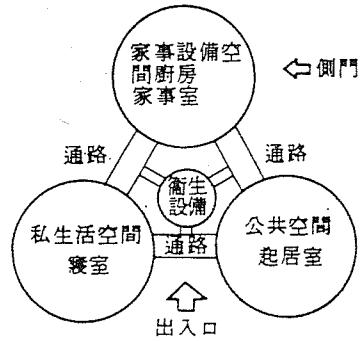 家事設備空
間廚房
家事室
側門
通路
通路
衞生
設備
私生活空間
寢室
公共空間
起居室
通路
出入口